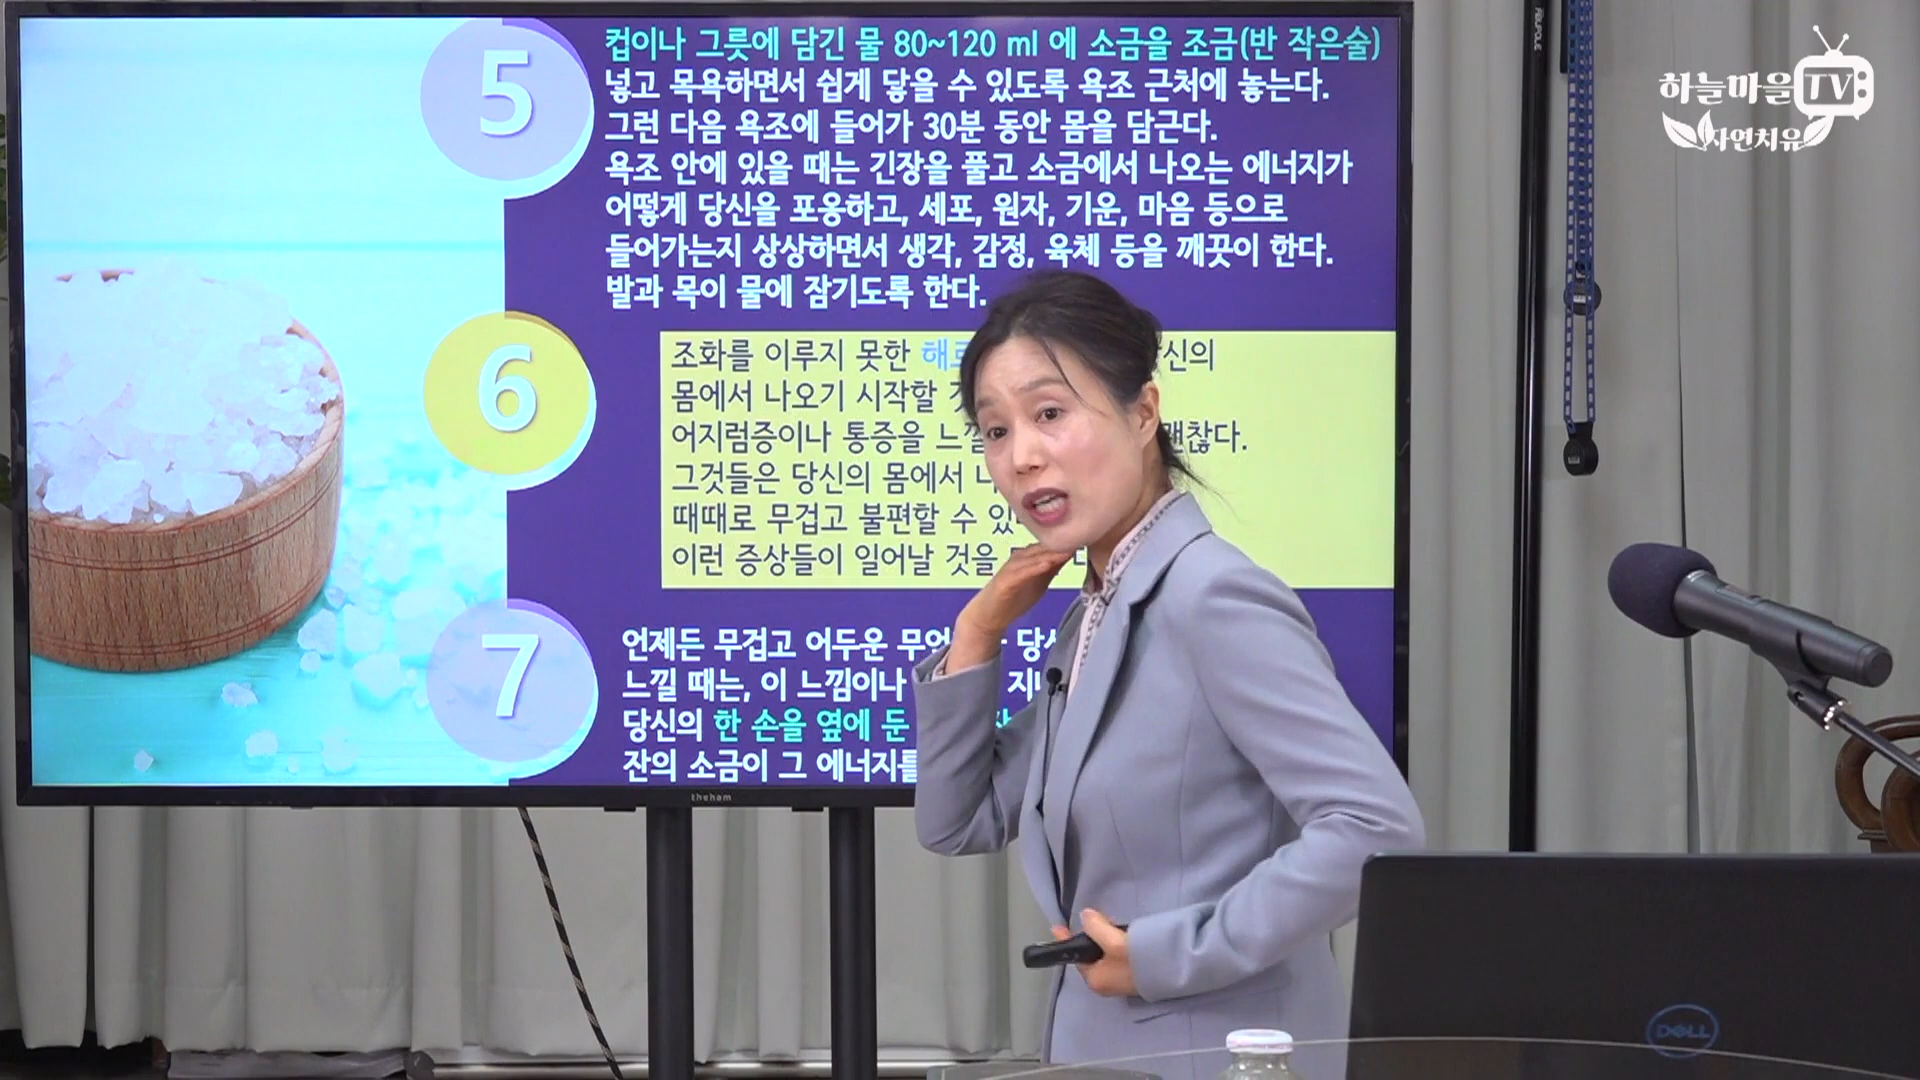 5
컵이나 그릇에 담긴 물 80~120 ml 에 소금을 조금(반 작은술)
넣고 목욕하면서 쉽게 닿을 수 있도록 욕조 근처에 놓는다.
그런 다음 욕조에 들어가 30분 동안 몸을 담근다.
욕조 안에 있을 때는 긴장을 풀고 소금에서 나오는 에너지가
어떻게 당신을 포옹하고, 세포, 원자, 기운, 마음 등으로
들어가는지 상상하면서 생각, 감정, 육체 등을 깨끗이 한다.
발과 목이 물에 잠기도록 한다.
6
조화를 이루지 못한
몸에서 나오기 시작할
어지럼증이나 통증을 괜찮다.
그것들은 당신의 몸에서
때때로 무겁고 불편할 수
이런 증상들이 일어날 것을
7
언제든 무겁고 어두운
느낄 때는, 이 느낌이나
당신의 한 손을 옆에 둔
잔의 소금이 그 에너지를
theham
하늘마을 TV
자연치유
DELL